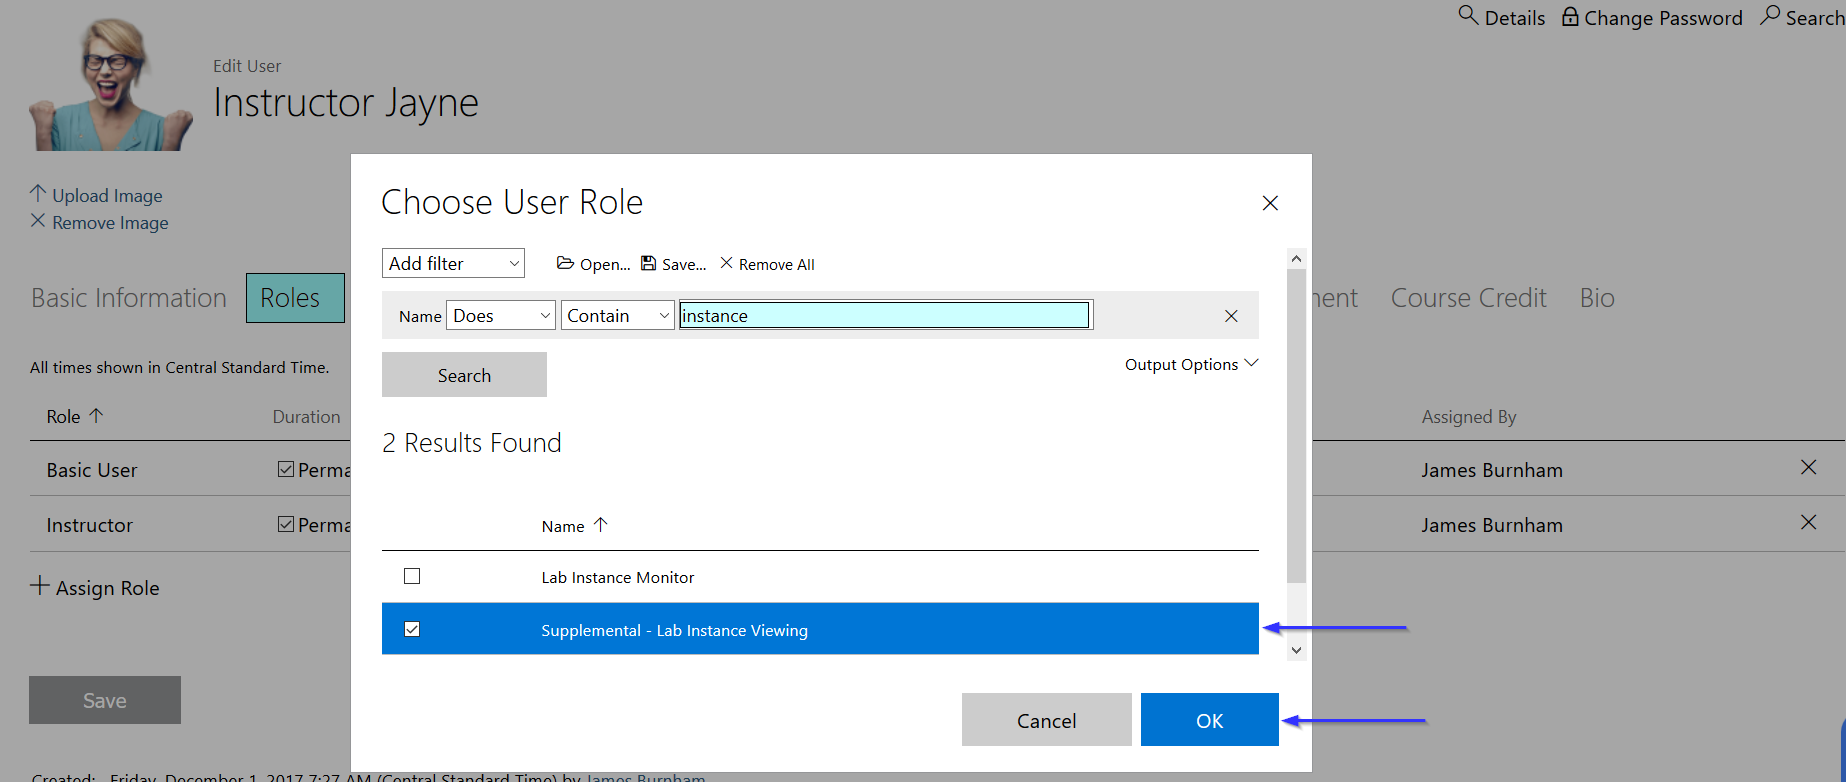 Details Change Password Search
Edit User
Instructor Jayne
Upload Image
Remove Image
Choose User Role
Add filter Open... Save... Remove All
Basic Information Roles Course Credit Bio
Name Does Contain instance
Output Options
Search
All times shown in Central Standard Time.
Role Duration Assigned By
2 Results Found
Basic User James Burnham
Instructor James Burnham
Name
Lab Instance Monitor
Assign Role
Supplemental - Lab Instance Viewing
Save
Cancel OK
Created: Friday, December 1, 2017 7:27 AM (Central Standard Time) by James Burnham